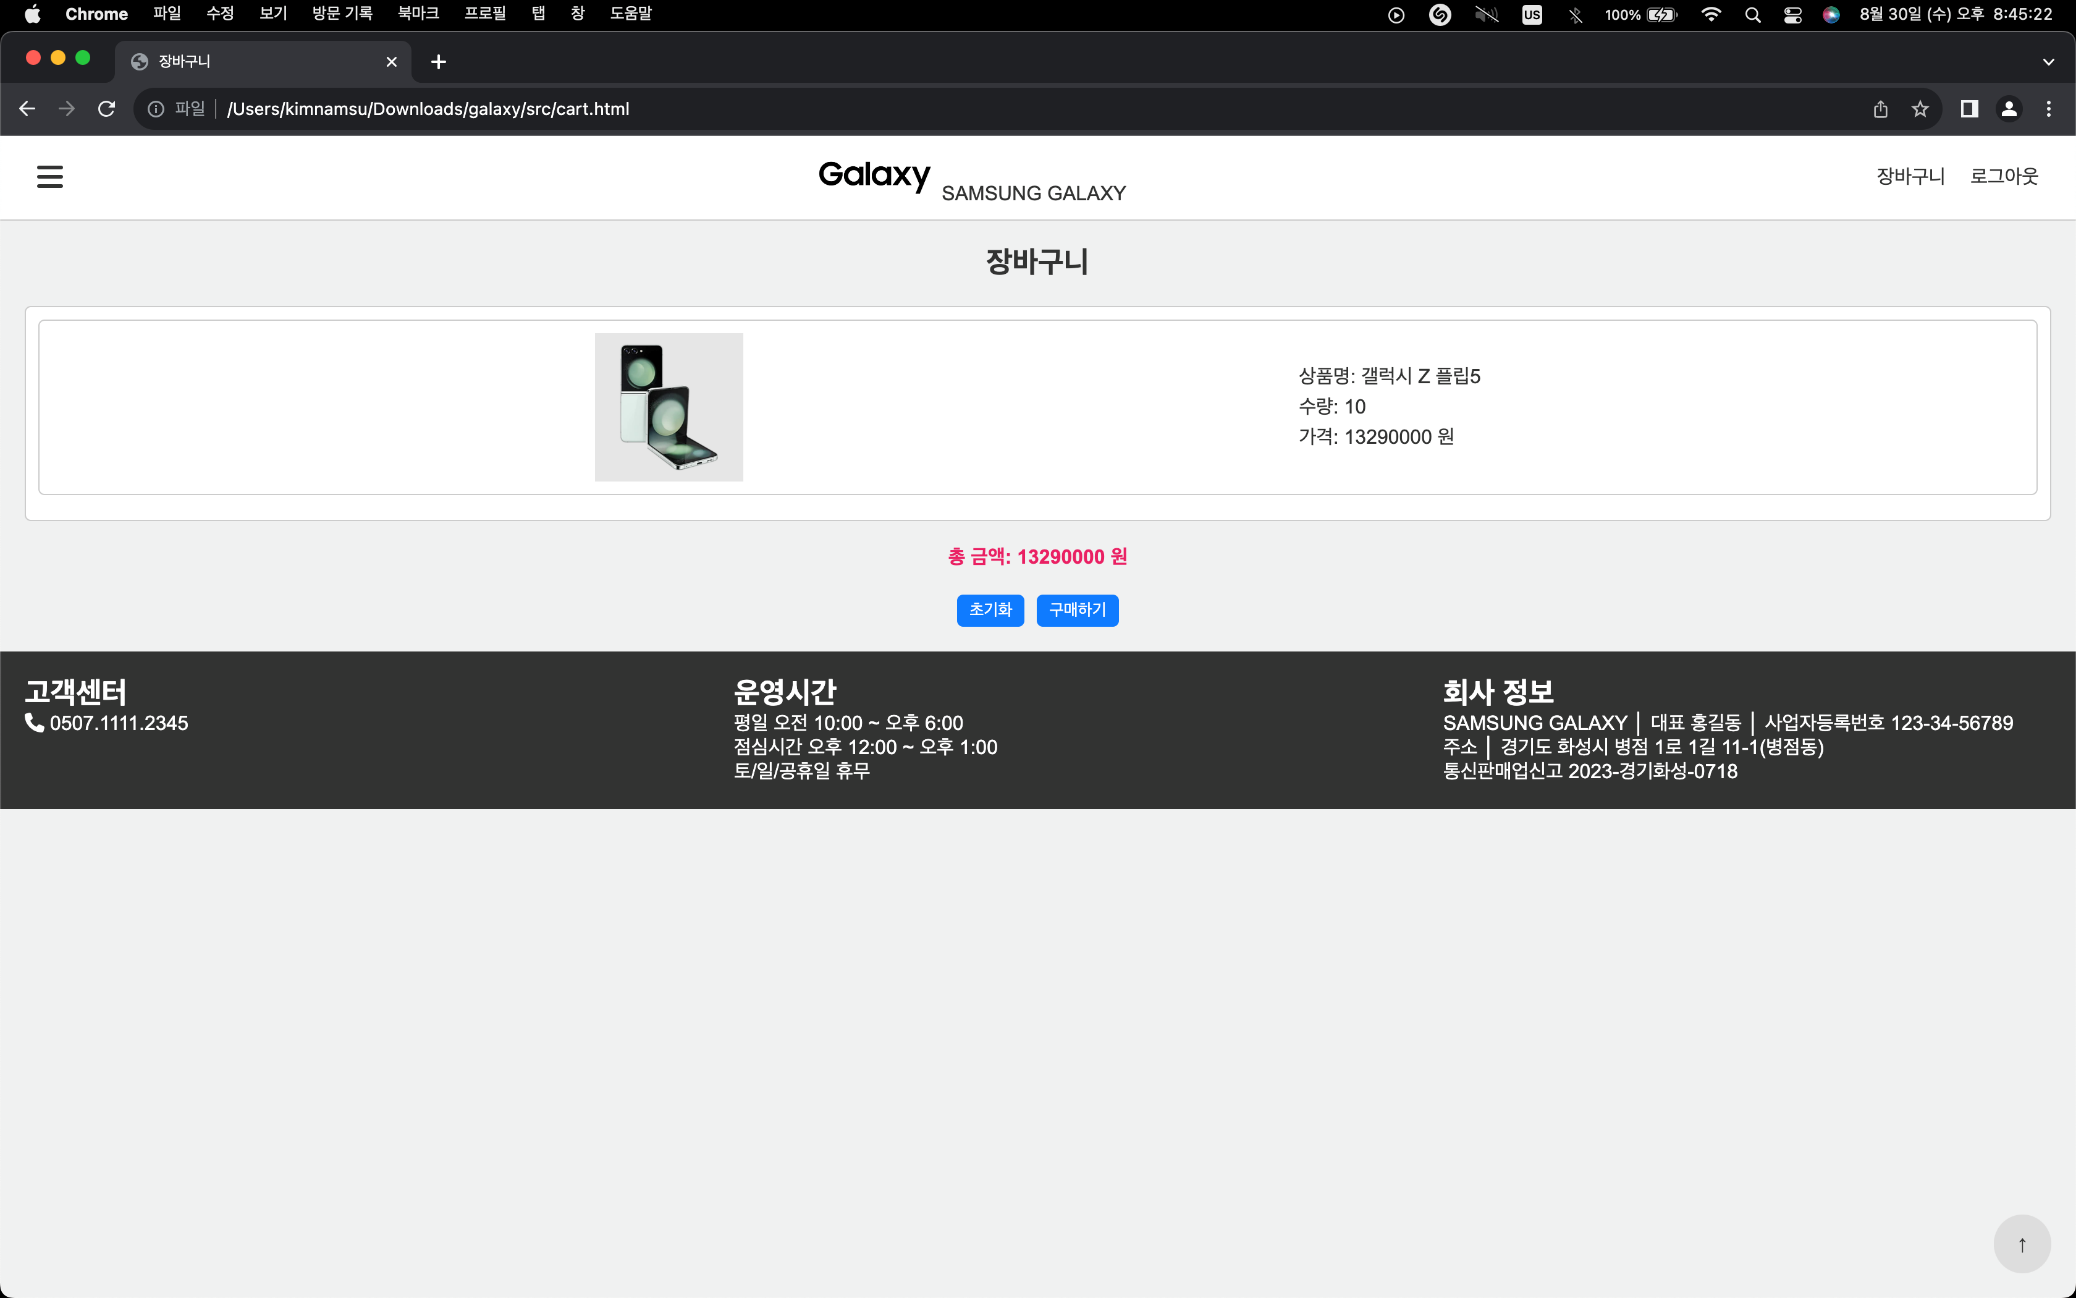 Chrome 파일 수정 보기 방문 기록 북마크 프로필 탭 창 도움말 US 100% 8월 30일 (수) 오후 8:45:22
장바구니
파일 /Users/kimnamsu/Downloads/galaxy/src/cart.html
Galaxy SAMSUNG GALAXY 장바구니 로그아웃
장바구니
상품명: 갤럭시 Z 플립5
수량: 10
가격: 13290000 원
총 금액: 13290000 원
초기화 구매하기
고객센터
0507.1111.2345
운영시간
평일 오전 10:00 ~ 오후 6:00
점심시간 오후 12:00 ~ 오후 1:00
토/일/공휴일 휴무
회사 정보
SAMSUNG GALAXY │ 대표 홍길동 │ 사업자등록번호 123-34-56789
주소 │ 경기도 화성시 병점 1로 1길 11-1(병점동)
통신판매업신고 2023-경기화성-0718
↑